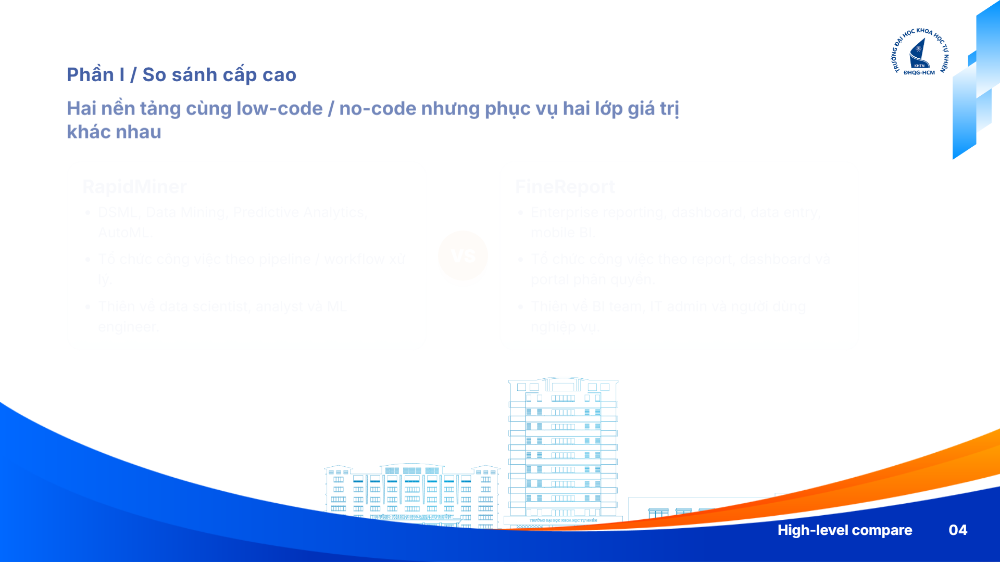 TRƯỜNG ĐẠI HỌC KHOA HỌC TỰ NHIÊN
KHTN
ĐHQG-HCM
Phần I / So sánh cấp cao
Hai nền tảng cùng low-code / no-code nhưng phục vụ hai lớp giá trị
khác nhau
RapidMiner
• DSML, Data Mining, Predictive Analytics,
AutoML.
• Tổ chức công việc theo pipeline / workflow xử
lý.
• Thiên về data scientist, analyst và ML
engineer.
VS
FineReport
• Enterprise reporting, dashboard, data entry,
mobile BI.
• Tổ chức công việc theo report, dashboard và
portal phân quyền.
• Thiên về BI team, IT admin và người dùng
nghiệp vụ.
TRƯỜNG ĐẠI HỌC KHOA HỌC TỰ NHIÊN
High-level compare
04